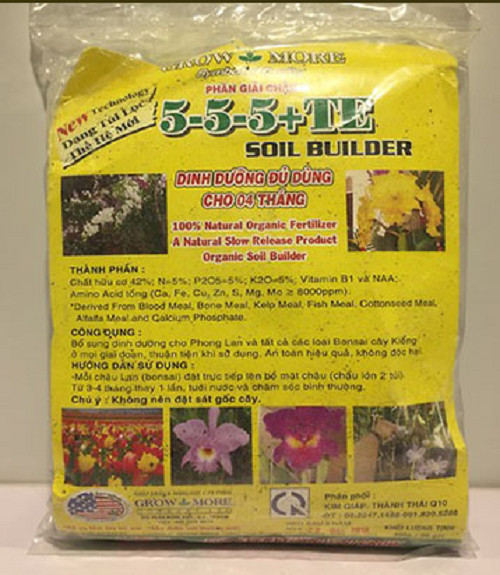 GROW MORE
PHÂN GIẢI CHẬM
New Technology
Dạng Túi Lọc
Thế Hệ Mới
5-5-5+TE
SOIL BUILDER
DINH DƯỠNG ĐỦ DÙNG
CHO 04 THÁNG
100% Natural Organic Fertilizer
A Natural Slow Release Product
Organic Soil Builder
THÀNH PHẦN :
Chất hữu cơ 42%; N=5%; P2O5=5%; K2O=5%; Vitamin B1 và NAA;
Amino Acid tổng (Ca, Fe, Cu, Zn, S, Mg, Mo ≥ 8000ppm).
*Derived From Blood Meal, Bone Meal, Kelp Meal, Fish Meal, Cottonseed Meal,
Alfalfa Meal and Calcium Phosphate.
CÔNG DỤNG :
Bổ sung dinh dưỡng cho Phong Lan và tất cả các loại Bonsai cây Kiểng
ở mọi giai đoạn, thuận tiện khi sử dụng. An toàn hiệu quả, không độc hại.
HƯỚNG DẪN SỬ DỤNG :
-Mỗi chậu Lan (bonsai) đặt trực tiếp lên bề mặt chậu (chậu lớn 2 túi).
Từ 3-4 tháng thay 1 lần, tưới nước và chăm sóc bình thường.
Chú ý : Không nên đặt sát gốc cây.
GROW MORE
Phân phối :
KIM GIÁP: THÀNH THÁI Q10
KHỐI LƯỢNG TỊNH